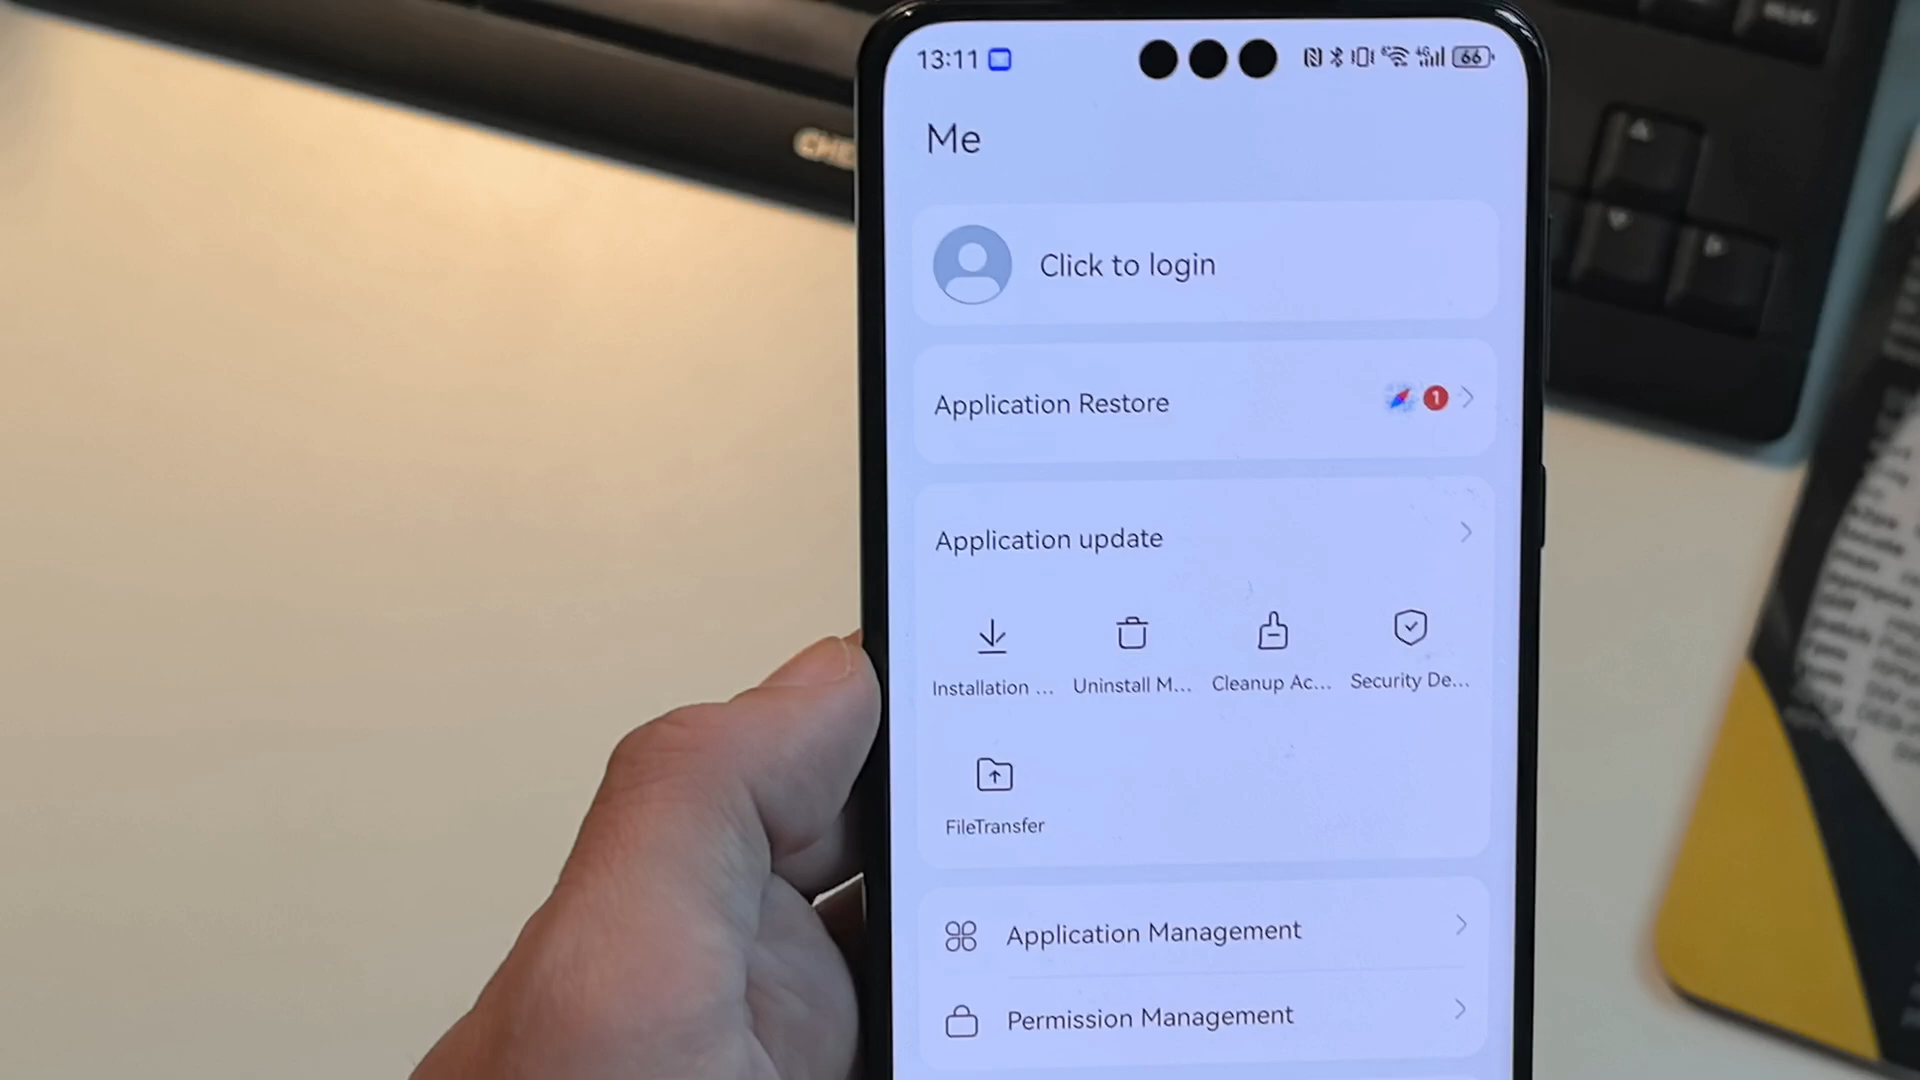 13:11
66
Me
Click to login
Application Restore
1
Application update
Installation ...
Uninstall M...
Cleanup Ac...
Security De...
FileTransfer
Application Management
Permission Management